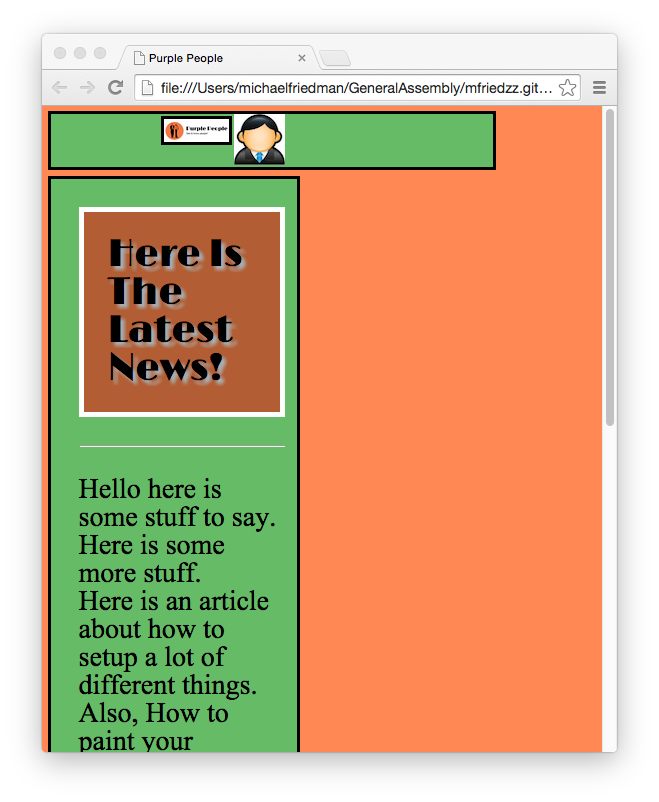 Purple People
file:///Users/michaelfriedman/GeneralAssembly/mfriedzz.git…
Purple People
Here Is
The
Latest
News!
Hello here is
some stuff to say.
Here is some
more stuff.
Here is an article
about how to
setup a lot of
different things.
Also, How to
paint your